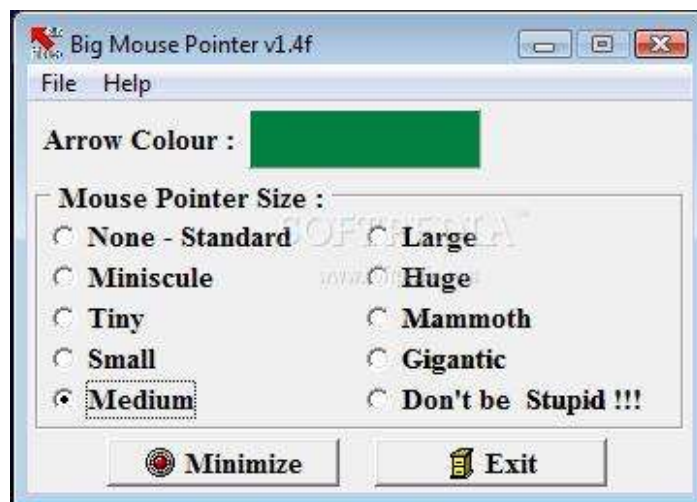 Big Mouse Pointer v1.4f
File Help
Arrow Colour :
Mouse Pointer Size :
None - Standard
Miniscule
Tiny
Small
Medium
Large
Huge
Mammoth
Gigantic
Don't be Stupid !!!
SOFTPEDIA
Minimize
Exit